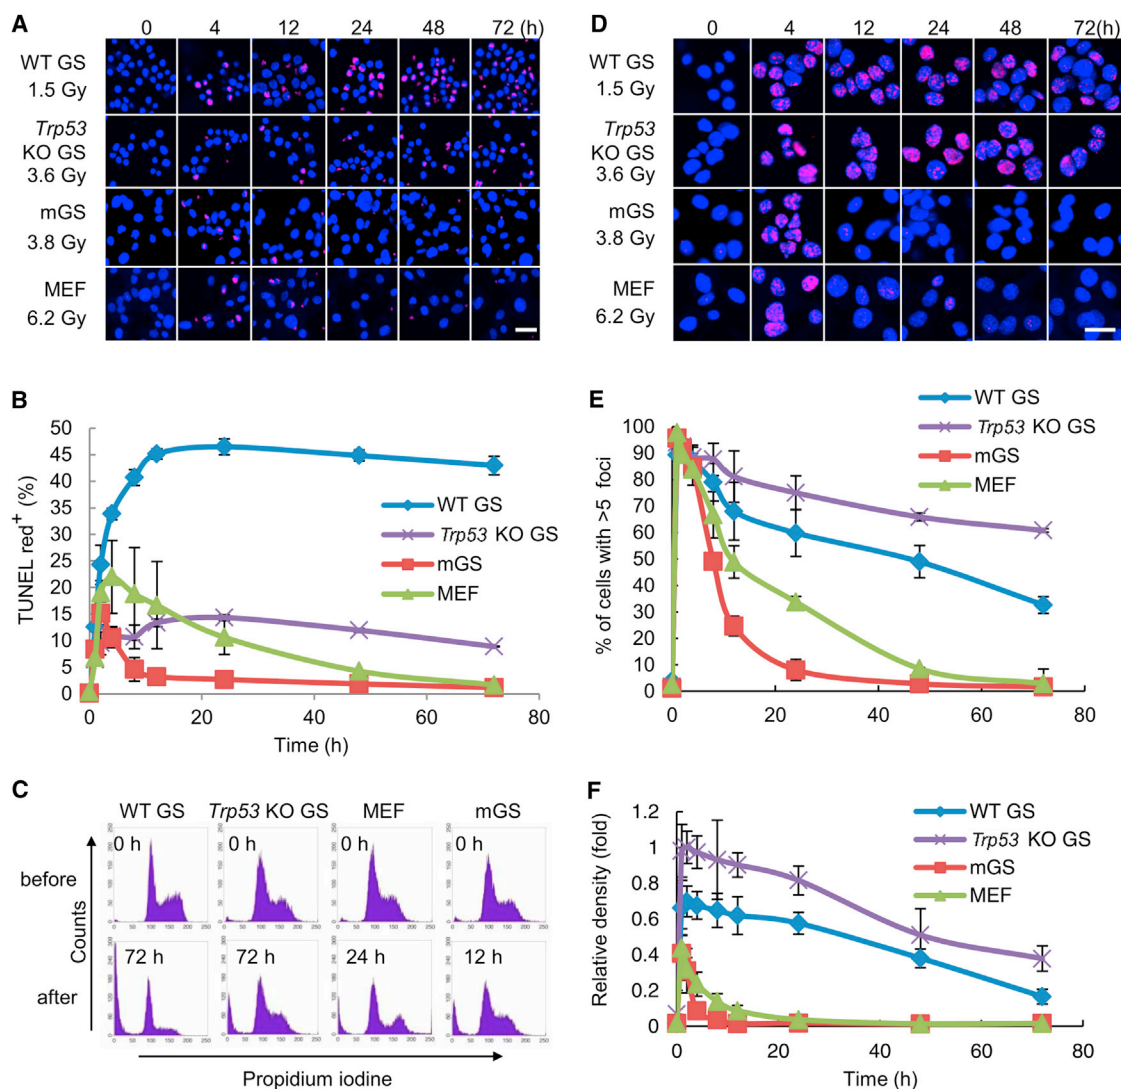 A
0 4 12 24 48 72 (h)
WT GS
1.5 Gy
Trp53
KO GS
3.6 Gy
mGS
3.8 Gy
MEF
6.2 Gy
D
0 4 12 24 48 72(h)
WT GS
1.5 Gy
Trp53
KO GS
3.6 Gy
mGS
3.8 Gy
MEF
6.2 Gy
B
TUNEL red+ (%)
50
45
40
35
30
25
20
15
10
5
0
0 20 40 60 80
Time (h)
WT GS
Trp53 KO GS
mGS
MEF
E
% of cells with >5 foci
100
90
80
70
60
50
40
30
20
10
0
0 20 40 60 80
WT GS
Trp53 KO GS
mGS
MEF
C
WT GS Trp53 KO GS MEF mGS
before
0 h 0 h 0 h 0 h
Counts
after
72 h 72 h 24 h 12 h
0 50 100 150 200 250
Propidium iodine
F
Relative density (fold)
1.2
1
0.8
0.6
0.4
0.2
0
0 20 40 60 80
Time (h)
WT GS
Trp53 KO GS
mGS
MEF